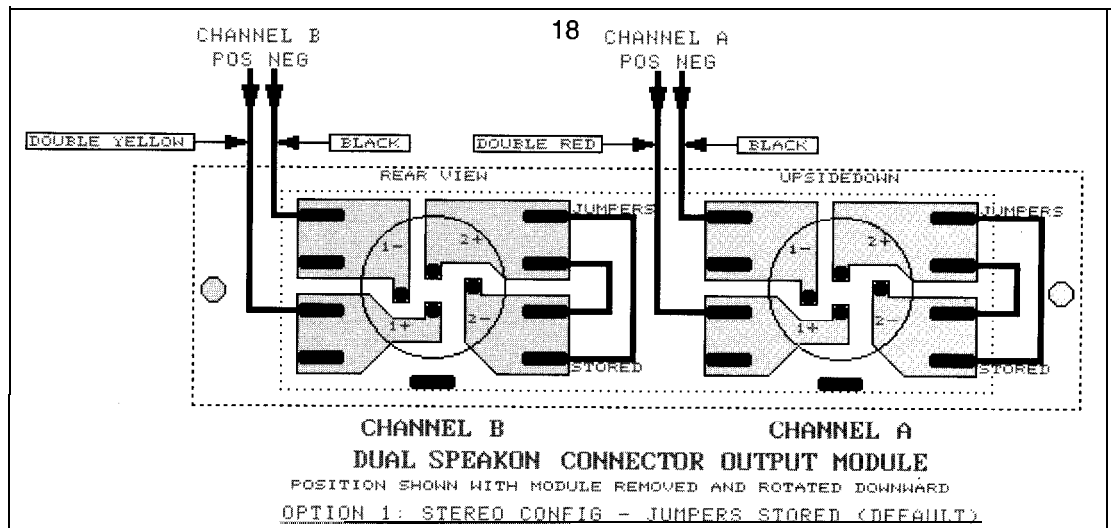 18
CHANNEL B
POS NEG
CHANNEL A
POS NEG
DOUBLE YELLOW
BLACK
DOUBLE RED
BLACK
REAR VIEW
UPSIDEDOWN
JUMPERS
JUMPERS
1-
2+
1-
2+
1+
2-
1+
2-
STORED
STORED
CHANNEL B
CHANNEL A
DUAL SPEAKON CONNECTOR OUTPUT MODULE
POSITION SHOWN WITH MODULE REMOVED AND ROTATED DOWNWARD
OPTION 1: STEREO CONFIG - JUMPERS STORED (DEFAULT)